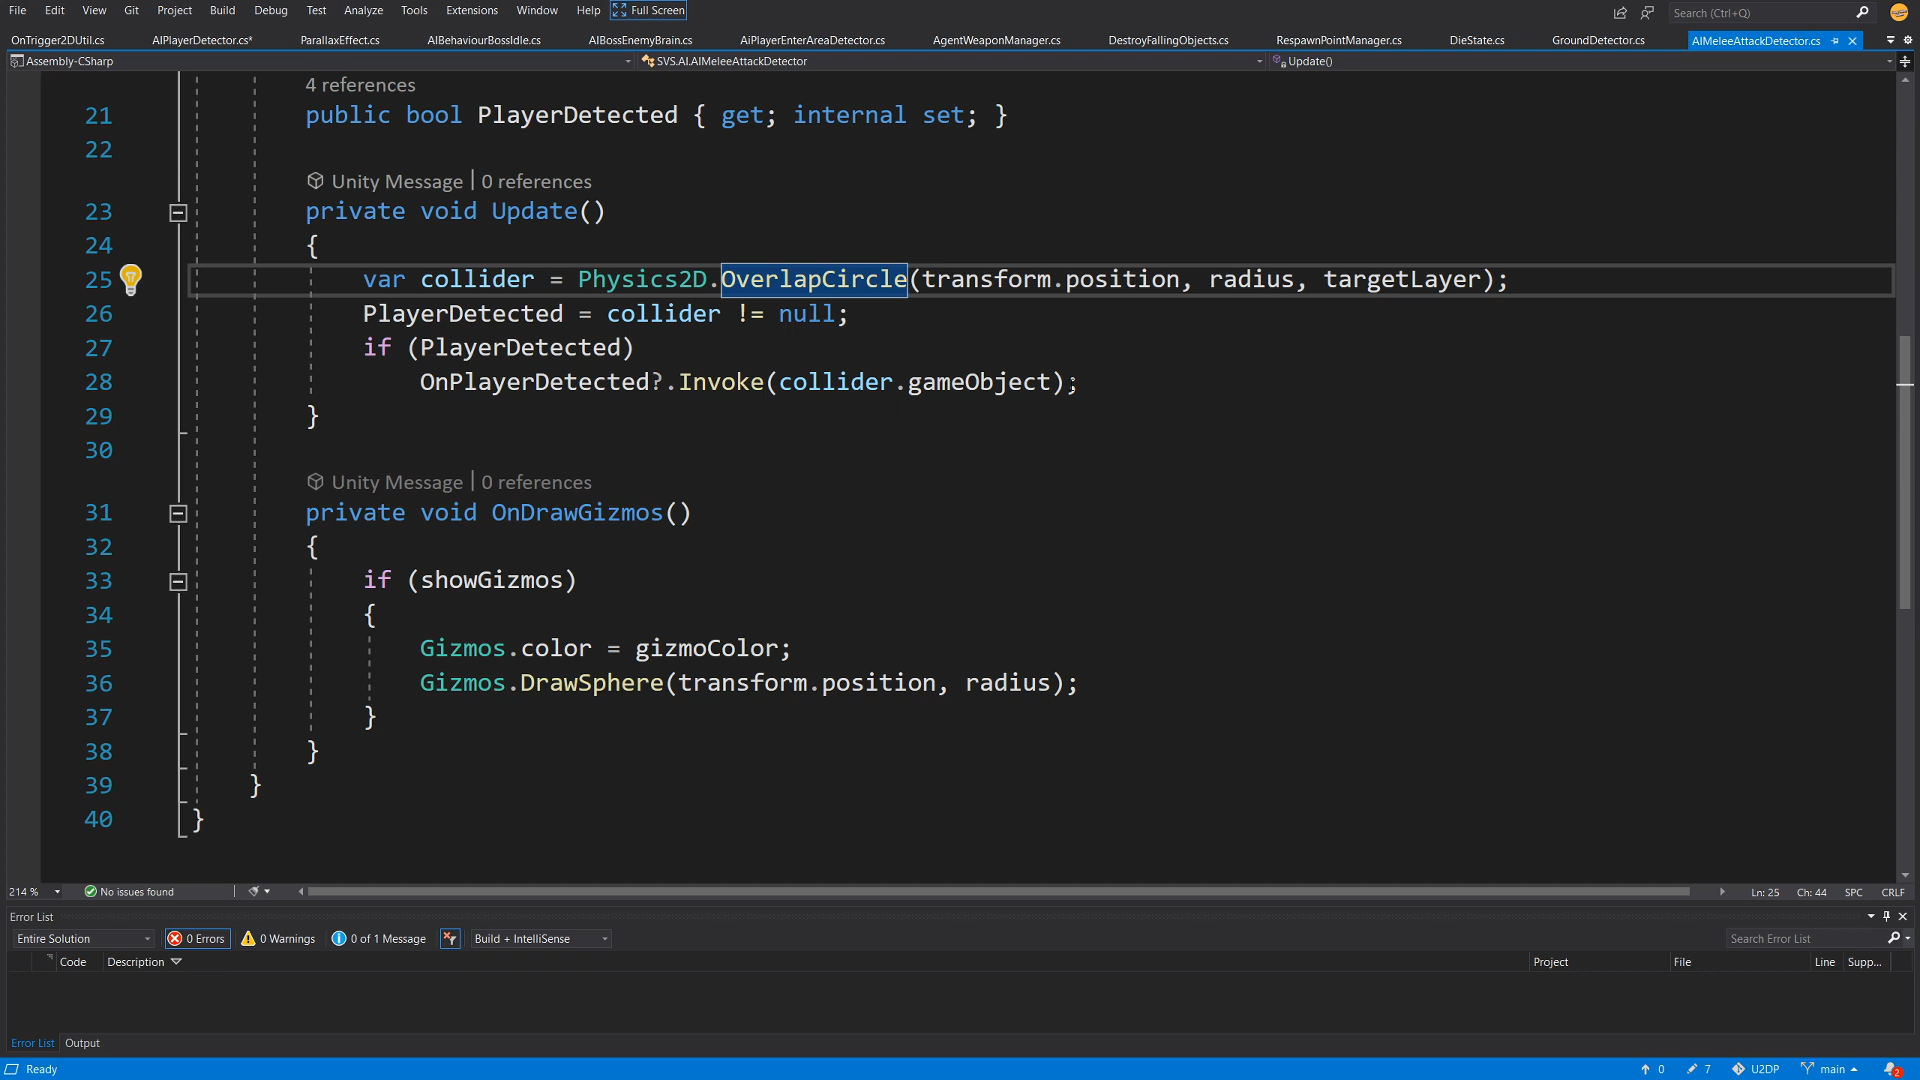 File Edit View Git Project Build Debug Test Analyze Tools Extensions Window Help Full Screen Search (Ctrl+Q)
OnTrigger2DUtil.cs AIPlayerDetector.cs* ParallaxEffect.cs AIBehaviourBossIdle.cs AIBossEnemyBrain.cs AiPlayerEnterAreaDetector.cs AgentWeaponManager.cs DestroyFallingObjects.cs RespawnPointManager.cs DieState.cs GroundDetector.cs AIMeleeAttackDetector.cs
Assembly-CSharp SVS.AI.AIMeleeAttackDetector Update()
4 references
21 public bool PlayerDetected { get; internal set; }
22
Unity Message | 0 references
23 private void Update()
24 {
25 var collider = Physics2D.OverlapCircle(transform.position, radius, targetLayer);
26 PlayerDetected = collider != null;
27 if (PlayerDetected)
28 OnPlayerDetected?.Invoke(collider.gameObject);
29 }
30
Unity Message | 0 references
31 private void OnDrawGizmos()
32 {
33 if (showGizmos)
34 {
35 Gizmos.color = gizmoColor;
36 Gizmos.DrawSphere(transform.position, radius);
37 }
38 }
39 }
40 }
214 % No issues found Ln: 25 Ch: 44 SPC CRLF
Error List
Entire Solution 0 Errors 0 Warnings 0 of 1 Message Build + IntelliSense Search Error List
Code Description Project File Line Supp...
Error List Output
Ready 0 7 U2DP main 2